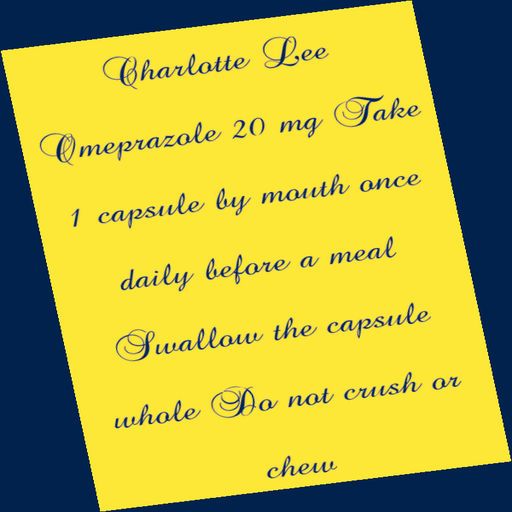 Charlotte Lee
Omeprazole 20 mg Take
1 capsule by mouth once
daily before a meal
Swallow the capsule
whole Do not crush or
chew